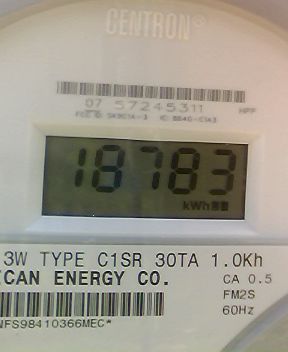 CENTRON®
07 57245311
18783
kWh
3W TYPE C1SR 30TA 1.0Kh
ICAN ENERGY CO. CA 0.5
FM2S
NFS98410366MEC* 60Hz